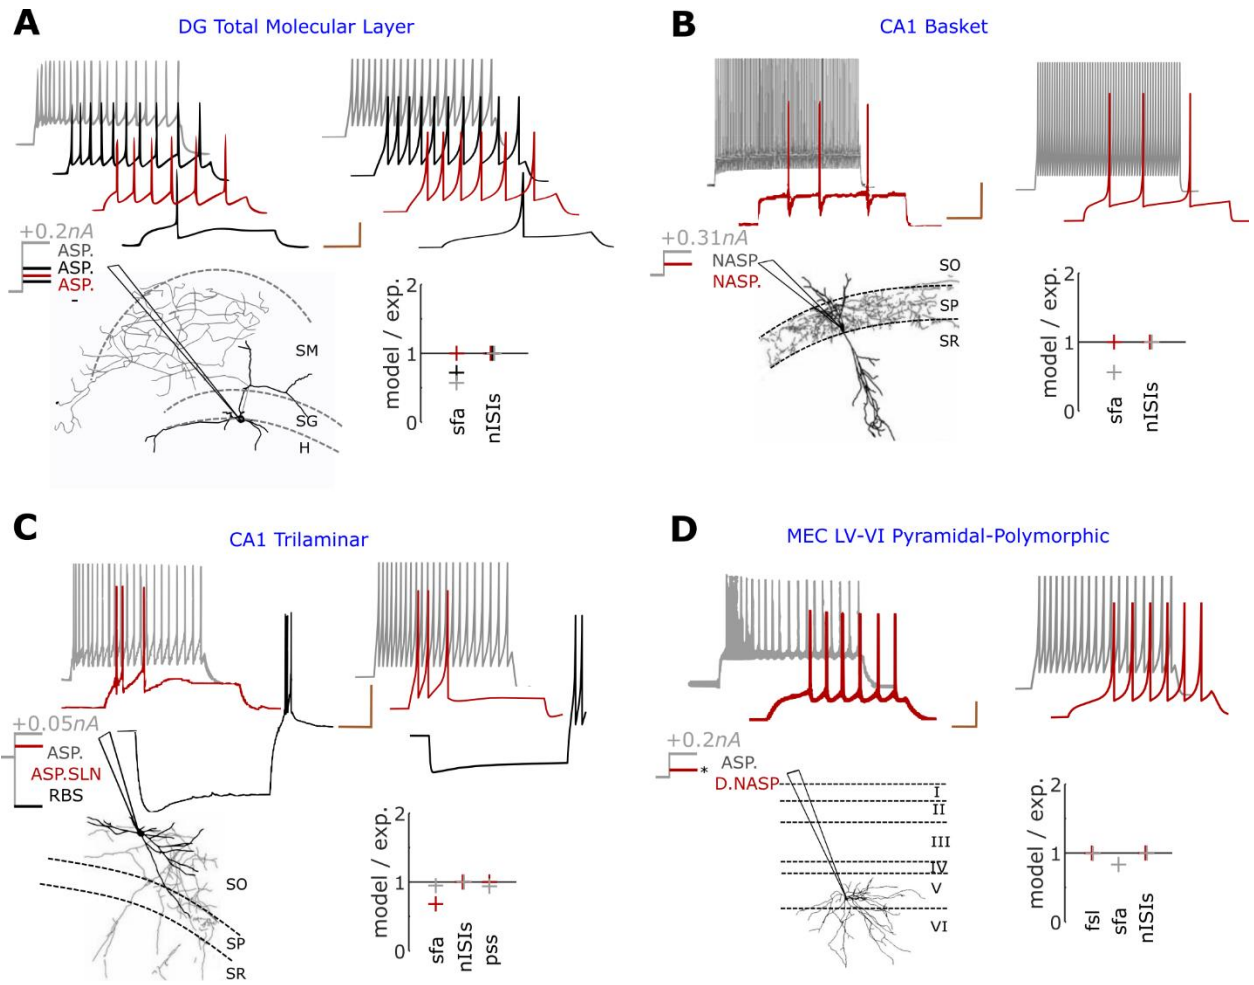 A
DG Total Molecular Layer
+0.2nA
ASP.
ASP.
ASP.
-
SM
SG
H
model / exp.
2
1
0
sfa
nISIs
B
CA1 Basket
+0.31nA
NASP
NASP.
SO
SP
SR
model / exp.
2
1
0
sfa
nISIs
C
CA1 Trilaminar
+0.05nA
ASP.
ASP.SLN
RBS
SO
SP
SR
model / exp.
2
1
0
sfa
nISIs
pss
D
MEC LV-VI Pyramidal-Polymorphic
+0.2nA
*
ASP.
D.NASP
I
II
III
IV
V
VI
model / exp.
2
1
0
fsl
sfa
nISIs